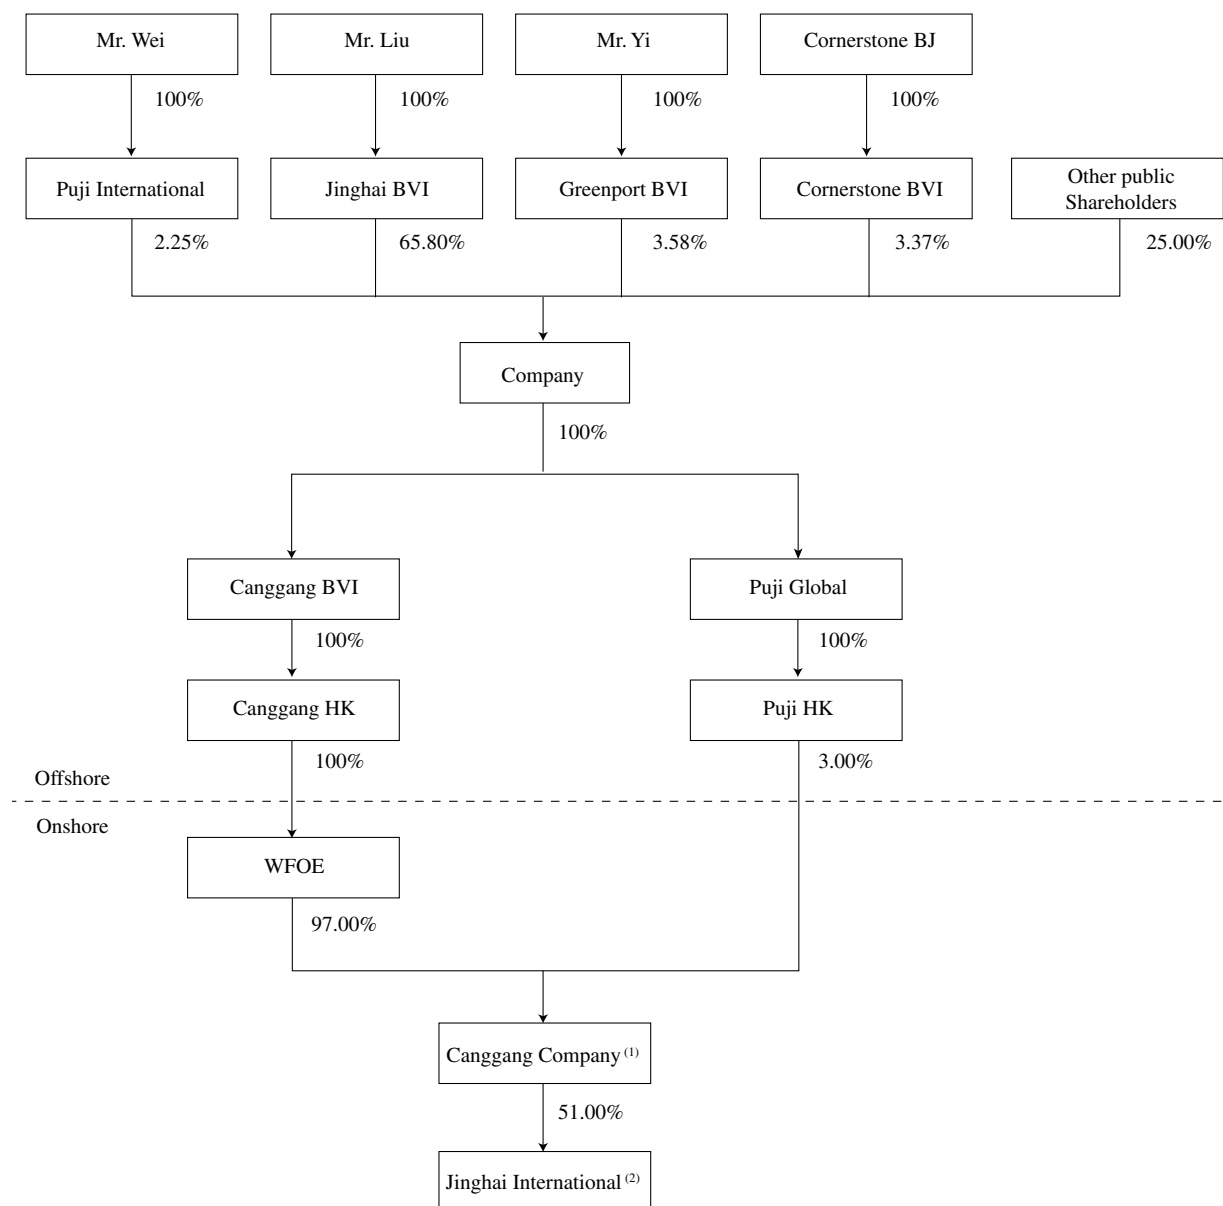 Mr. Wei
Mr. Liu
Mr. Yi
Cornerstone BJ
100%
100%
100%
100%
Puji International
Jinghai BVI
Greenport BVI
Cornerstone BVI
Other public
Shareholders
2.25%
65.80%
3.58%
3.37%
25.00%
Company
100%
Canggang BVI
Puji Global
100%
100%
Canggang HK
Puji HK
100%
3.00%
Offshore
Onshore
WFOE
97.00%
Canggang Company (1)
51.00%
Jinghai International (2)